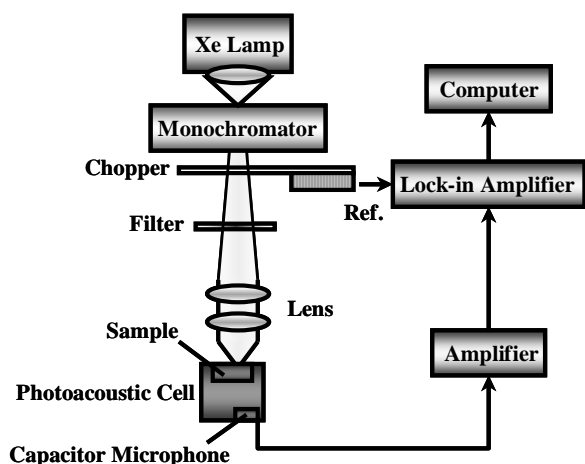 Xe Lamp
Monochromator
Chopper
Filter
Lens
Sample
Photoacoustic Cell
Capacitor Microphone
Computer
Lock-in Amplifier
Ref.
Amplifier